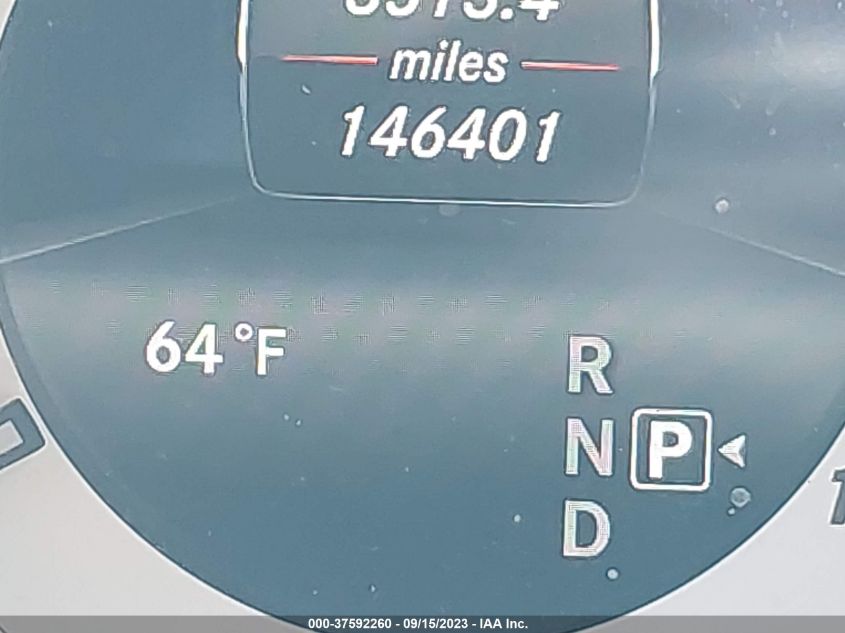 miles
146401
64°F
R
N P
D
000-37592260 - 09/15/2023 - IAA Inc.